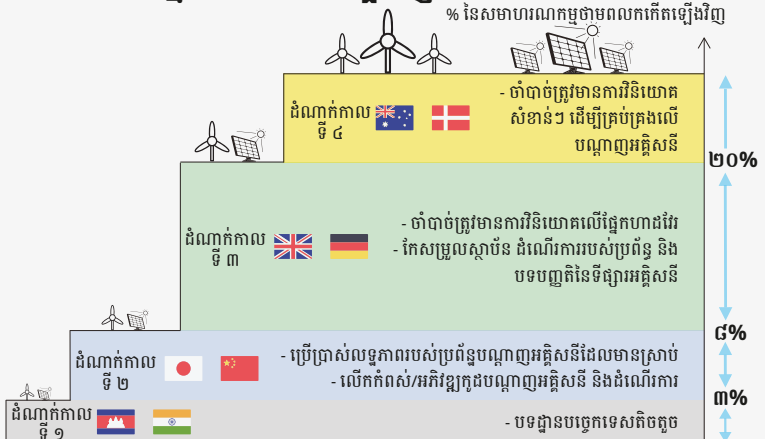 % នៃសមាហរណកម្មថាមពលកកើតឡើងវិញ
ដំណាក់កាល
ទី ៤
- ចាំបាច់ត្រូវមានការវិនិយោគ
សំខាន់ៗ ដើម្បីគ្រប់គ្រងលើ
បណ្តាញអគ្គិសនី
២០%
ដំណាក់កាល
ទី ៣
- ចាំបាច់ត្រូវមានការវិនិយោគលើផ្នែកហាដវែរ
- កែសម្រួលស្ថាប័ន ដំណើរការរបស់ប្រព័ន្ធ និង
បទបញ្ញតិនៃទីផ្សារអគ្គិសនី
៨%
ដំណាក់កាល
ទី ២
- ប្រើប្រាស់លទ្ធភាពរបស់ប្រព័ន្ធបណ្តាញអគ្គិសនីដែលមានស្រាប់
- លើកកំពស់/អភិវឌ្ឍកូដបណ្តាញអគ្គិសនី និងដំណើរការ
៣%
ដំណាក់កាល
ទី ១
- បទដ្ឋានបច្ចេកទេសតិចតួច